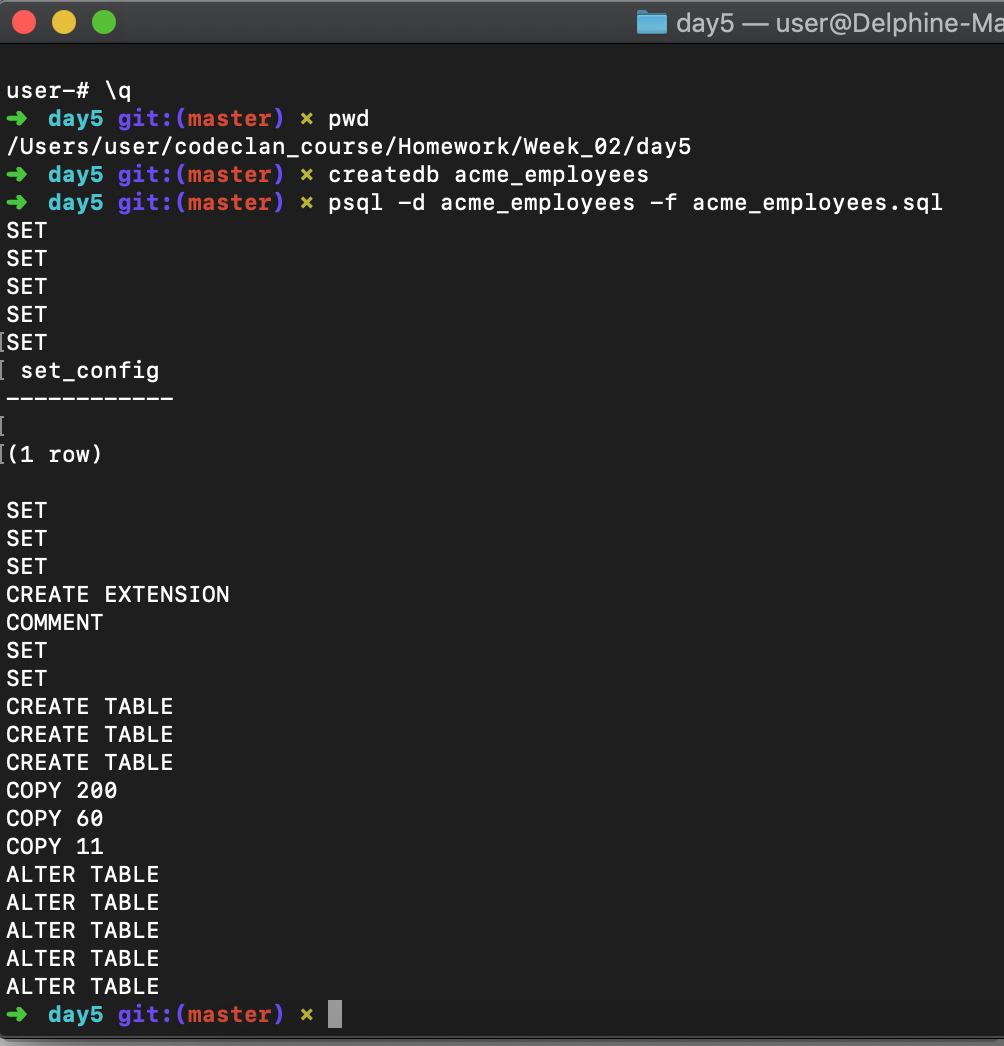 day5 — user@Delphine-Ma
user-# \q
➜ day5 git:(master) × pwd
/Users/user/codeclan_course/Homework/Week_02/day5
➜ day5 git:(master) × createdb acme_employees
➜ day5 git:(master) × psql -d acme_employees -f acme_employees.sql
SET
SET
SET
SET
[SET
[ set_config
------------
[
[(1 row)
SET
SET
SET
CREATE EXTENSION
COMMENT
SET
SET
CREATE TABLE
CREATE TABLE
CREATE TABLE
COPY 200
COPY 60
COPY 11
ALTER TABLE
ALTER TABLE
ALTER TABLE
ALTER TABLE
ALTER TABLE
➜ day5 git:(master) ×